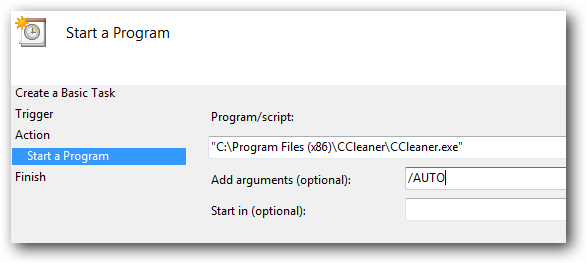 Start a Program
Create a Basic Task
Trigger
Action
Start a Program
Finish
Program/script:
"C:\Program Files (x86)\CCleaner\CCleaner.exe"
Add arguments (optional):
/AUTO
Start in (optional):